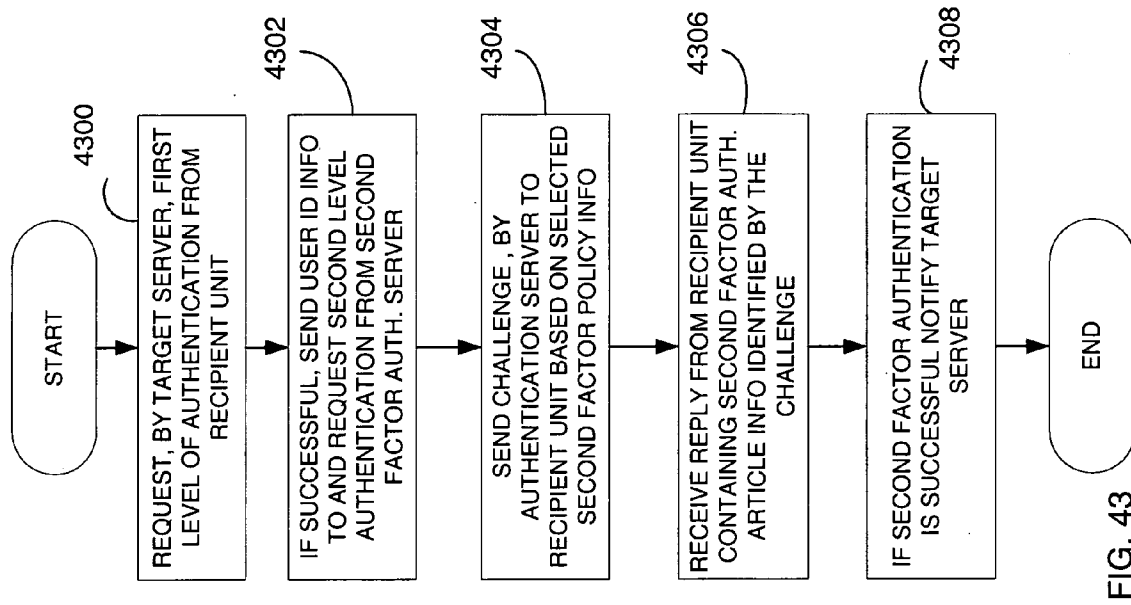 START
4300
REQUEST, BY TARGET SERVER, FIRST
LEVEL OF AUTHENTICATION FROM
RECIPIENT UNIT
4302
IF SUCCESSFUL, SEND USER ID INFO
TO AND REQUEST SECOND LEVEL
AUTHENTICATION FROM SECOND
FACTOR AUTH. SERVER
4304
SEND CHALLENGE, BY
AUTHENTICATION SERVER TO
RECIPIENT UNIT BASED ON SELECTED
SECOND FACTOR POLICY INFO
4306
RECEIVE REPLY FROM RECIPIENT UNIT
CONTAINING SECOND FACTOR AUTH.
ARTICLE INFO IDENTIFIED BY THE
CHALLENGE
4308
IF SECOND FACTOR AUTHENTICATION
IS SUCCESSFUL NOTIFY TARGET
SERVER
END
FIG. 43